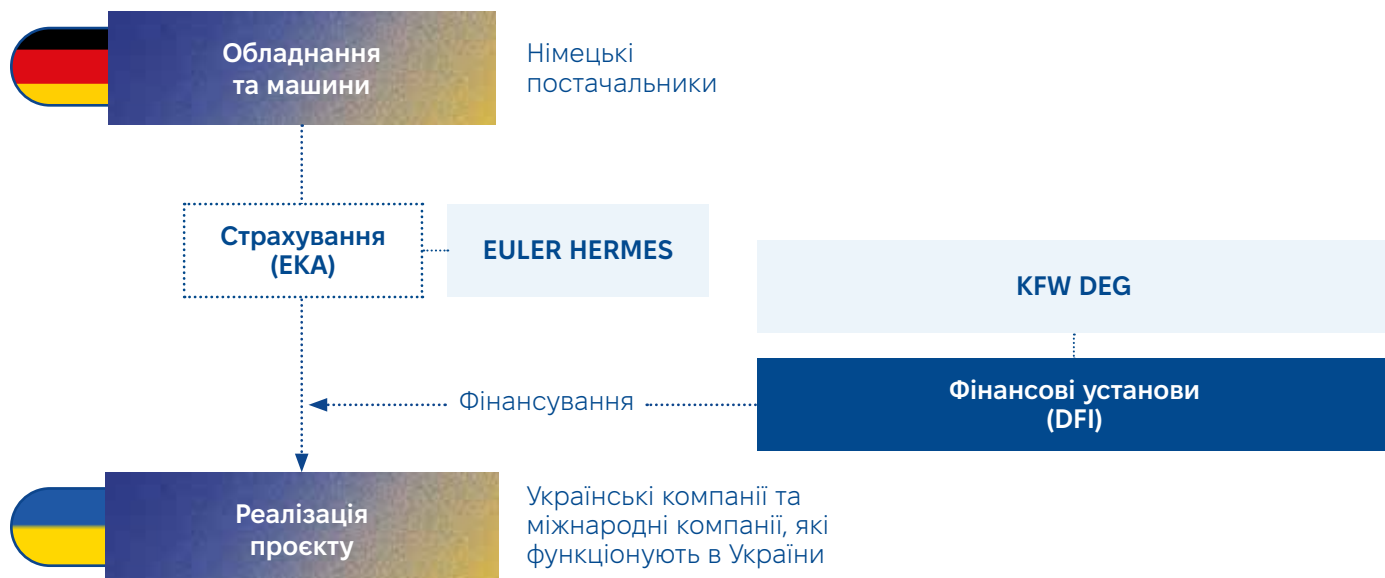 Обладнання
та машини
Німецькі
постачальники
Страхування
(ЕКА)
EULER HERMES
KFW DEG
Фінансування
Фінансові установи
(DFI)
Реалізація
проєкту
Українські компанії та
міжнародні компанії, які
функціонують в України